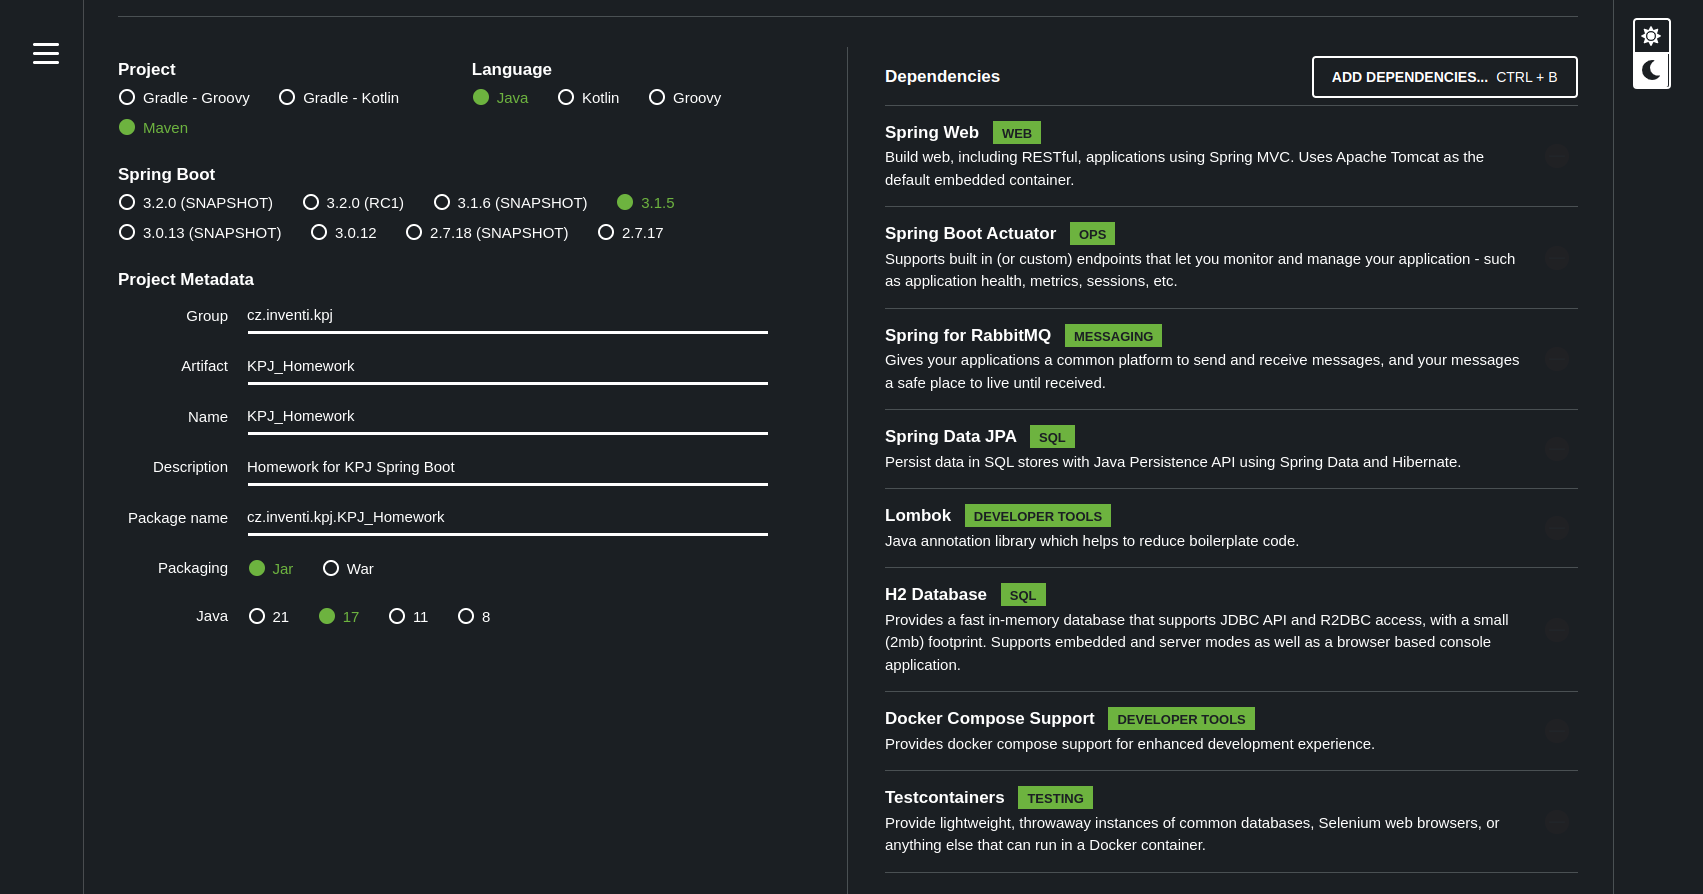 Project
Gradle - Groovy Gradle - Kotlin
Maven
Language
Java Kotlin Groovy
Spring Boot
3.2.0 (SNAPSHOT) 3.2.0 (RC1) 3.1.6 (SNAPSHOT) 3.1.5
3.0.13 (SNAPSHOT) 3.0.12 2.7.18 (SNAPSHOT) 2.7.17
Project Metadata
Group cz.inventi.kpj
Artifact KPJ_Homework
Name KPJ_Homework
Description Homework for KPJ Spring Boot
Package name cz.inventi.kpj.KPJ_Homework
Packaging Jar War
Java 21 17 11 8
Dependencies ADD DEPENDENCIES... CTRL + B
Spring Web WEB
Build web, including RESTful, applications using Spring MVC. Uses Apache Tomcat as the
default embedded container.
Spring Boot Actuator OPS
Supports built in (or custom) endpoints that let you monitor and manage your application - such
as application health, metrics, sessions, etc.
Spring for RabbitMQ MESSAGING
Gives your applications a common platform to send and receive messages, and your messages
a safe place to live until received.
Spring Data JPA SQL
Persist data in SQL stores with Java Persistence API using Spring Data and Hibernate.
Lombok DEVELOPER TOOLS
Java annotation library which helps to reduce boilerplate code.
H2 Database SQL
Provides a fast in-memory database that supports JDBC API and R2DBC access, with a small
(2mb) footprint. Supports embedded and server modes as well as a browser based console
application.
Docker Compose Support DEVELOPER TOOLS
Provides docker compose support for enhanced development experience.
Testcontainers TESTING
Provide lightweight, throwaway instances of common databases, Selenium web browsers, or
anything else that can run in a Docker container.